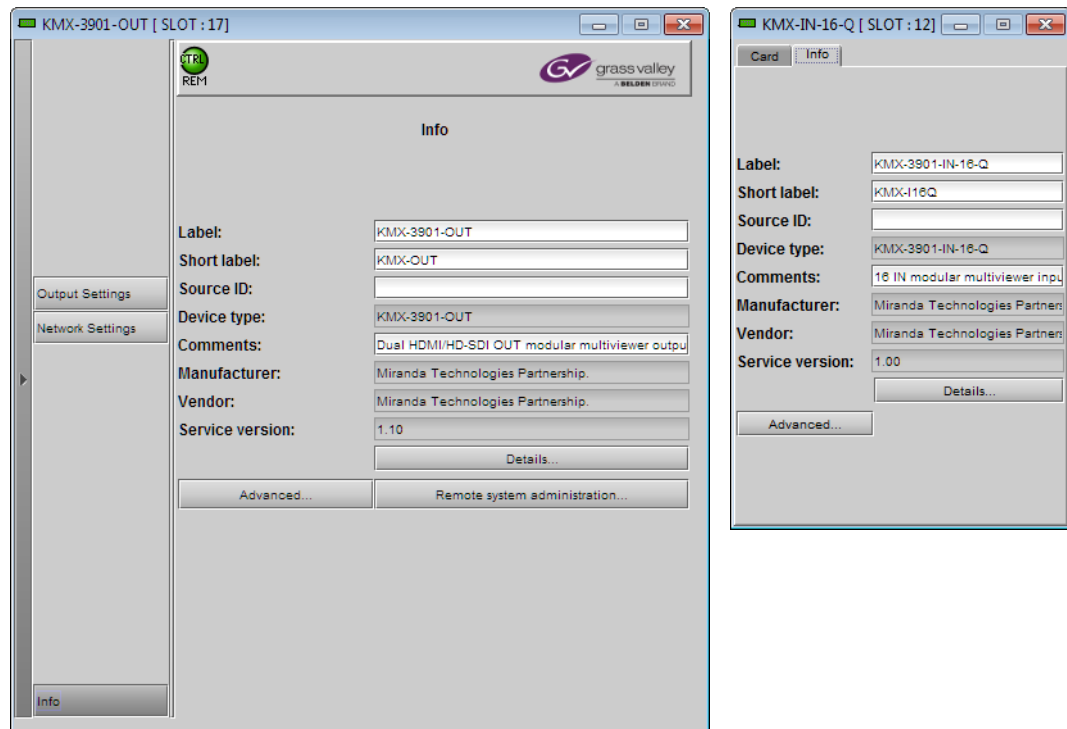 KMX-3901-OUT [ SLOT : 17]
CTRL
REM
GV grass valley
A BELDEN BRAND
Info
Label: KMX-3901-OUT
Short label: KMX-OUT
Source ID:
Device type: KMX-3901-OUT
Comments: Dual HDMI/HD-SDI OUT modular multiviewer outpu
Manufacturer: Miranda Technologies Partnership.
Vendor: Miranda Technologies Partnership.
Service version: 1.10
Details...
Advanced... Remote system administration...
Output Settings
Network Settings
Info
KMX-IN-16-Q [ SLOT : 12]
Card Info
Label: KMX-3901-IN-16-Q
Short label: KMX-I16Q
Source ID:
Device type: KMX-3901-IN-16-Q
Comments: 16 IN modular multiviewer inpu
Manufacturer: Miranda Technologies Partners
Vendor: Miranda Technologies Partners
Service version: 1.00
Details...
Advanced...